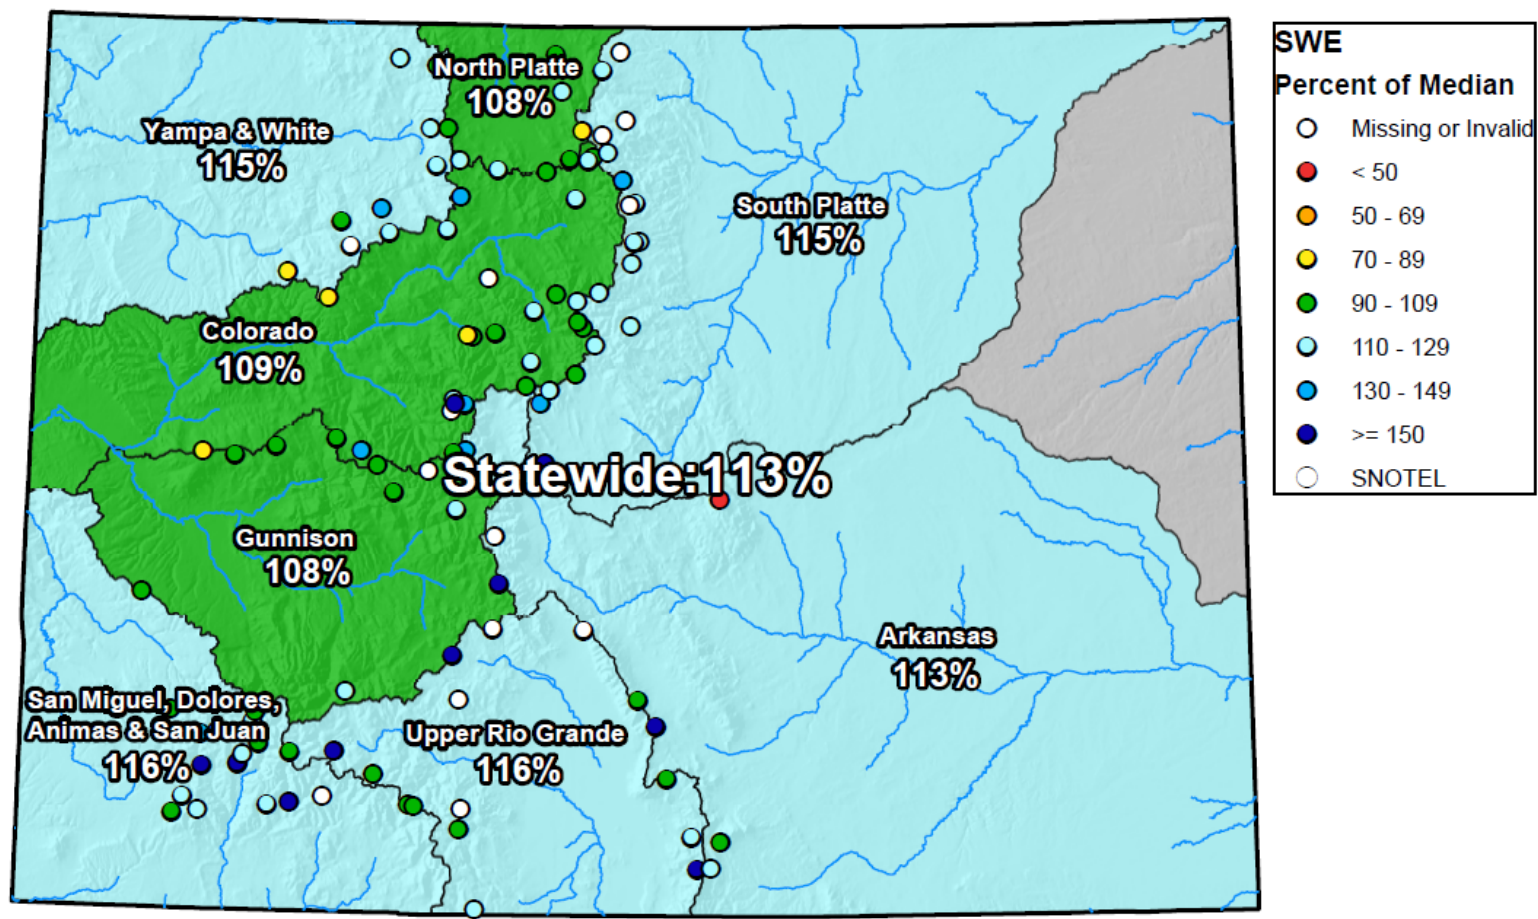 North Platte
108%
Yampa & White
115%
South Platte
115%
Colorado
109%
Statewide:113%
Gunnison
108%
Arkansas
113%
San Miguel, Dolores,
Animas & San Juan
116%
Upper Rio Grande
116%
SWE
Percent of Median
Missing or Invalid
< 50
50 - 69
70 - 89
90 - 109
110 - 129
130 - 149
>= 150
SNOTEL